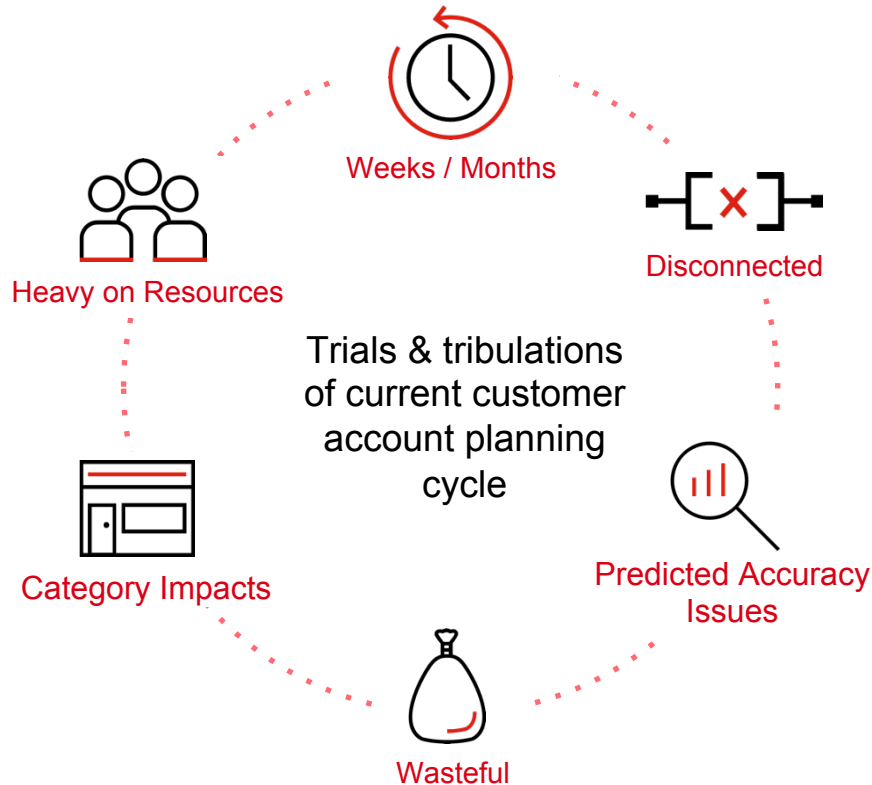 Weeks / Months
Disconnected
Heavy on Resources
Trials & tribulations
of current customer
account planning
cycle
Predicted Accuracy
Issues
Category Impacts
Wasteful